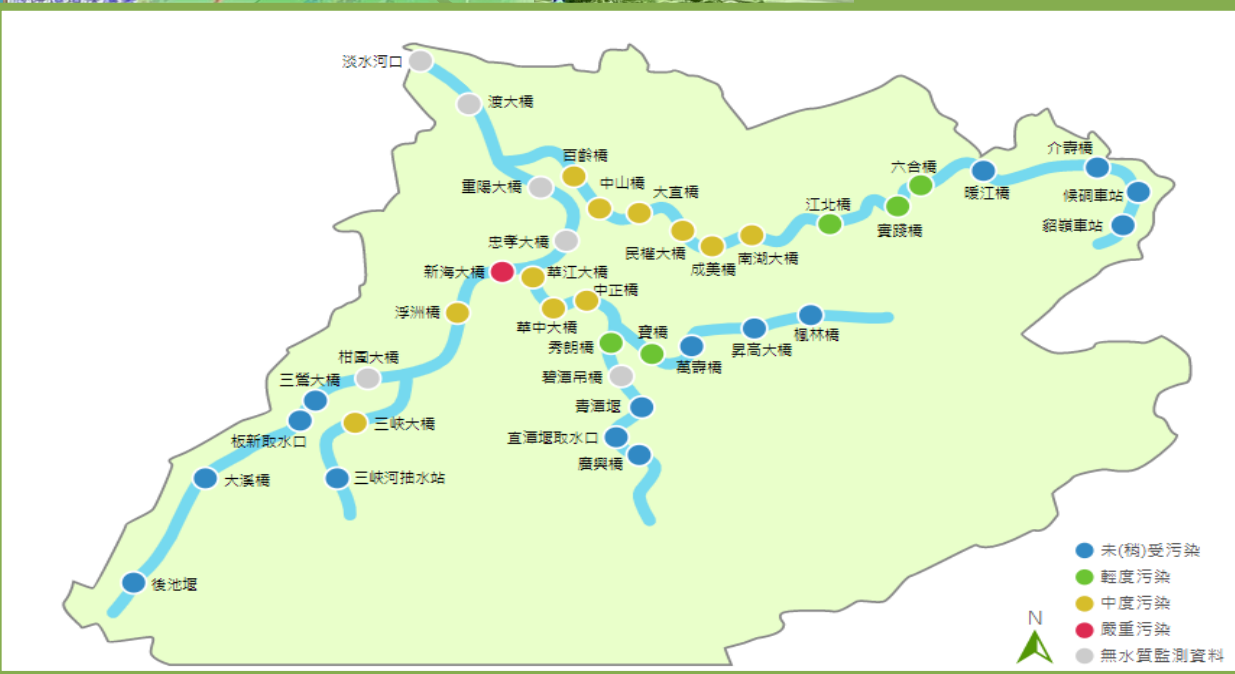 淡水河口
渡大橋
百齡橋
重陽大橋
中山橋
大直橋
六合橋
介壽橋
暖江橋
候硐車站
江北橋
實踐橋
貂嶺車站
忠孝大橋
民權大橋
成美橋
南湖大橋
新海大橋
華江大橋
中正橋
浮洲橋
華中大橋
寶橋
秀朗橋
萬壽橋
昇高大橋
楓林橋
柑園大橋
碧潭吊橋
三鶯大橋
青潭堰
三峽大橋
板新取水口
直潭堰取水口
廣興橋
大溪橋
三峽河抽水站
後池堰
未(稍)受污染
輕度污染
中度污染
嚴重污染
無水質監測資料
N